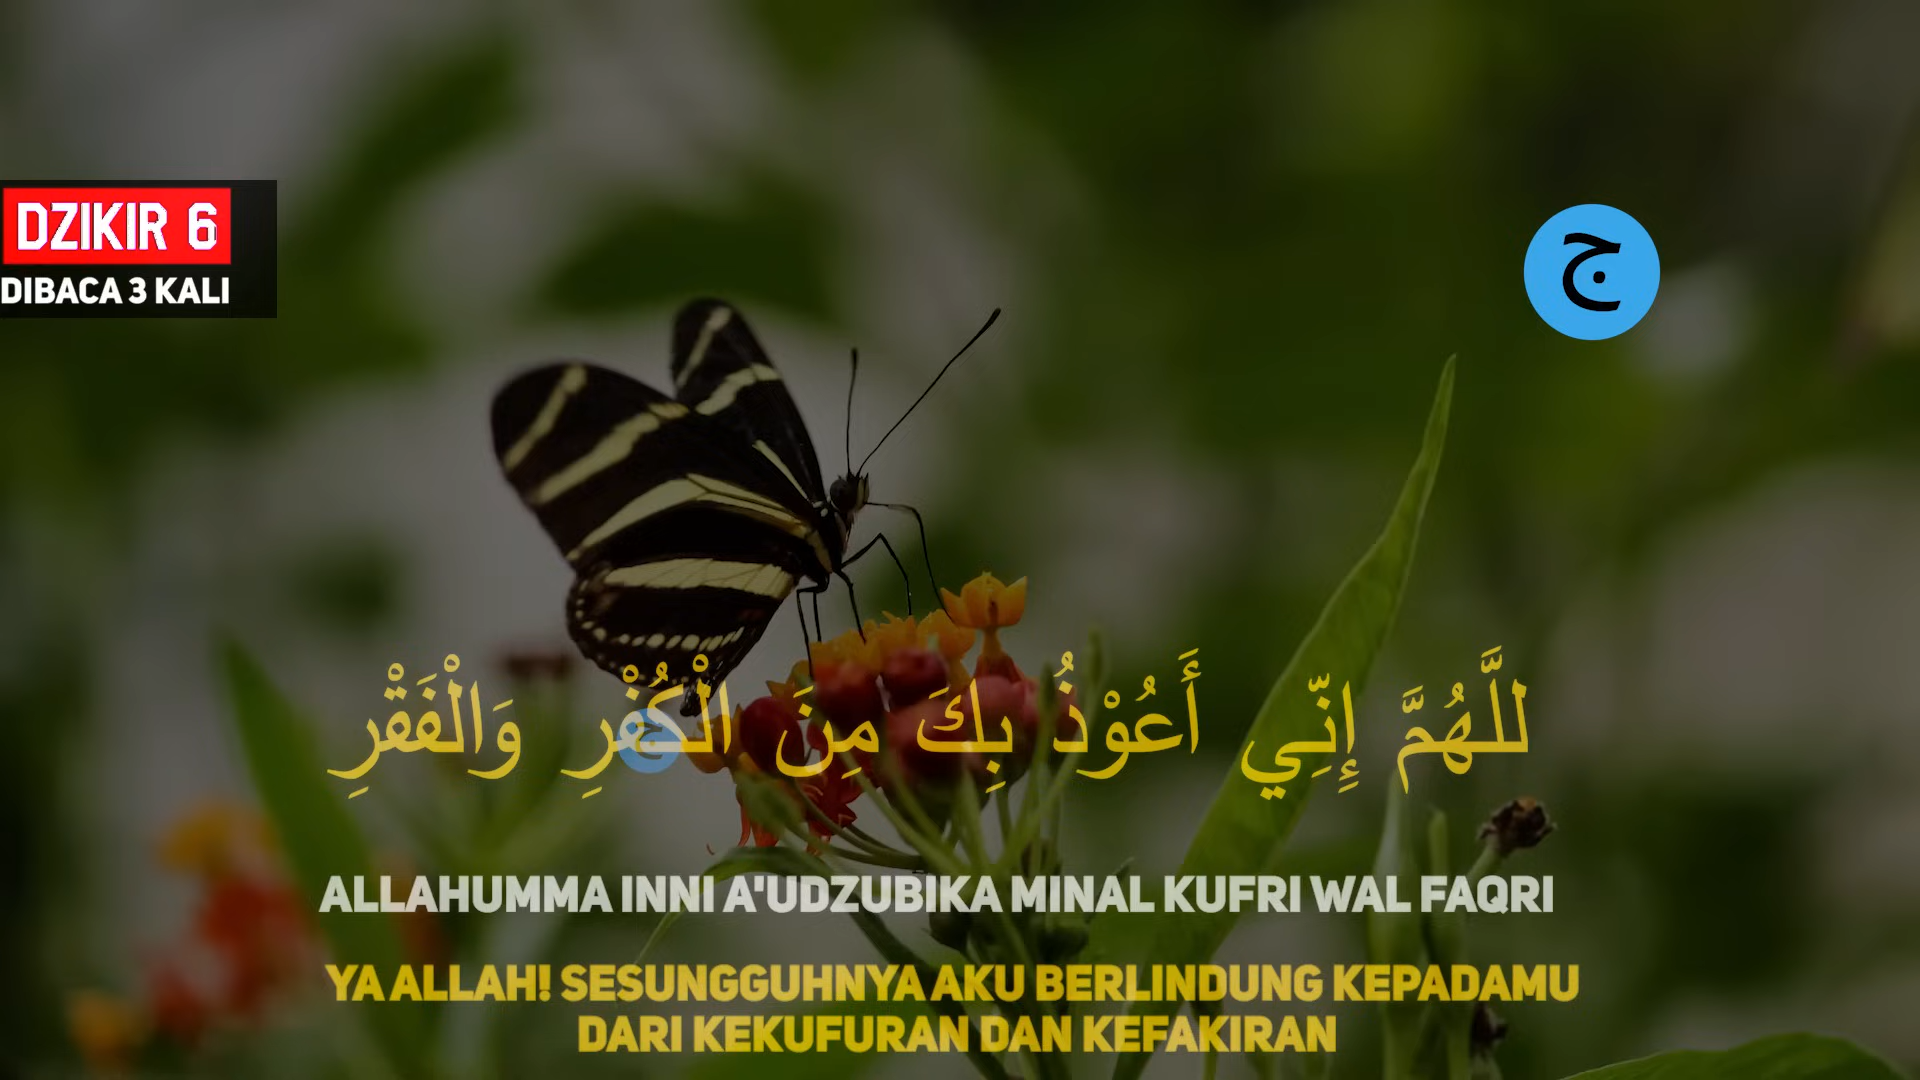 DZIKIR 6
DIBACA 3 KALI
ج
للَّهُمَّ إِنِّي أَعُوْذُ بِكَ مِنَ الْكُفْرِ وَالْفَقْرِ
ج
ALLAHUMMA INNI A'UDZUBIKA MINAL KUFRI WAL FAQRI
YA ALLAH! SESUNGGUHNYA AKU BERLINDUNG KEPADAMU
DARI KEKUFURAN DAN KEFAKIRAN